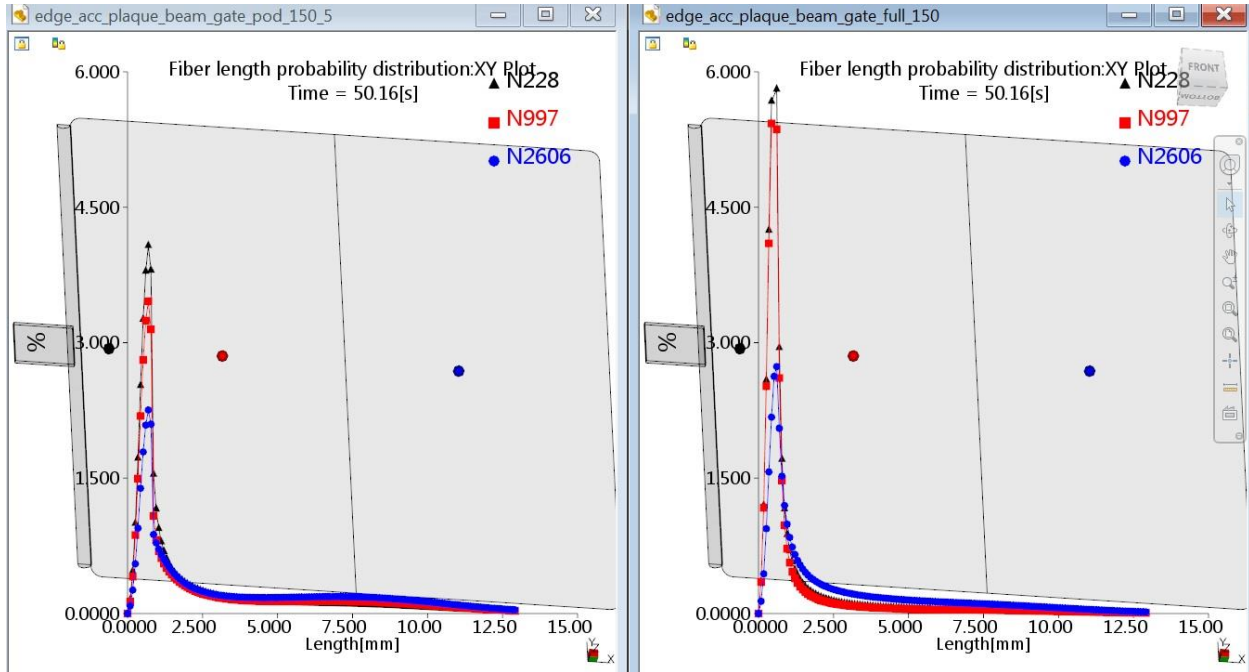 edge_acc_plaque_beam_gate_pod_150_5
Fiber length probability distribution:XY Plot
Time = 50.16[s]
N228
N997
N2606
6.000
4.500
3.000
1.500
0.0000
%
0.0000 2.500 5.000 7.500 10.00 12.50 15.00
Length[mm]
Y
Z
X
edge_acc_plaque_beam_gate_full_150
Fiber length probability distribution:XY Plot
Time = 50.16[s]
N228
N997
N2606
FRONT
BOTTOM
6.000
4.500
3.000
1.500
0.0000
%
0.0000 2.500 5.000 7.500 10.00 12.50 15.00
Length[mm]
Y
Z
X